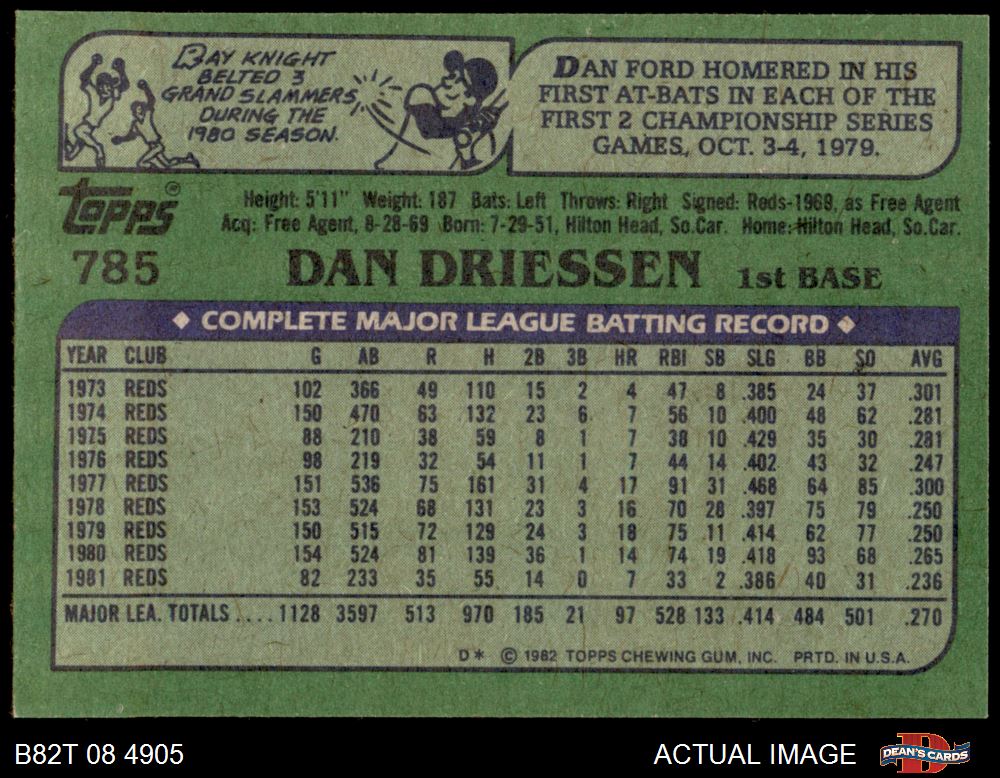 RAY KNIGHT
BELTED 3
GRAND SLAMMERS
DURING THE
1980 SEASON.
DAN FORD HOMERED IN HIS
FIRST AT-BATS IN EACH OF THE
FIRST 2 CHAMPIONSHIP SERIES
GAMES, OCT. 3-4, 1979.
topps®
Height: 5'11" Weight: 187 Bats: Left Throws: Right Signed: Reds-1969, as Free Agent
Acq: Free Agent, 8-28-69 Born: 7-29-51, Hilton Head, So.Car. Home: Hilton Head, So.Car.
785 DAN DRIESSEN 1st BASE
◆ COMPLETE MAJOR LEAGUE BATTING RECORD ◆
YEAR CLUB G AB R H 2B 3B HR RBI SB SLG BB SO AVG
1973 REDS 102 366 49 110 15 2 4 47 8 .385 24 37 .301
1974 REDS 150 470 63 132 23 6 7 56 10 .400 48 62 .281
1975 REDS 88 210 38 59 8 1 7 38 10 .429 35 30 .281
1976 REDS 98 219 32 54 11 1 7 44 14 .402 43 32 .247
1977 REDS 151 536 75 161 31 4 17 91 31 .468 64 85 .300
1978 REDS 153 524 68 131 23 3 16 70 28 .397 75 79 .250
1979 REDS 150 515 72 129 24 3 18 75 11 .414 62 77 .250
1980 REDS 154 524 81 139 36 1 14 74 19 .418 93 68 .265
1981 REDS 82 233 35 55 14 0 7 33 2 .386 40 31 .236
MAJOR LEA. TOTALS .... 1128 3597 513 970 185 21 97 528 133 .414 484 501 .270
D* © 1982 TOPPS CHEWING GUM, INC. PRTD. IN U.S.A.
B82T 08 4905 ACTUAL IMAGE DEAN'S CARDS